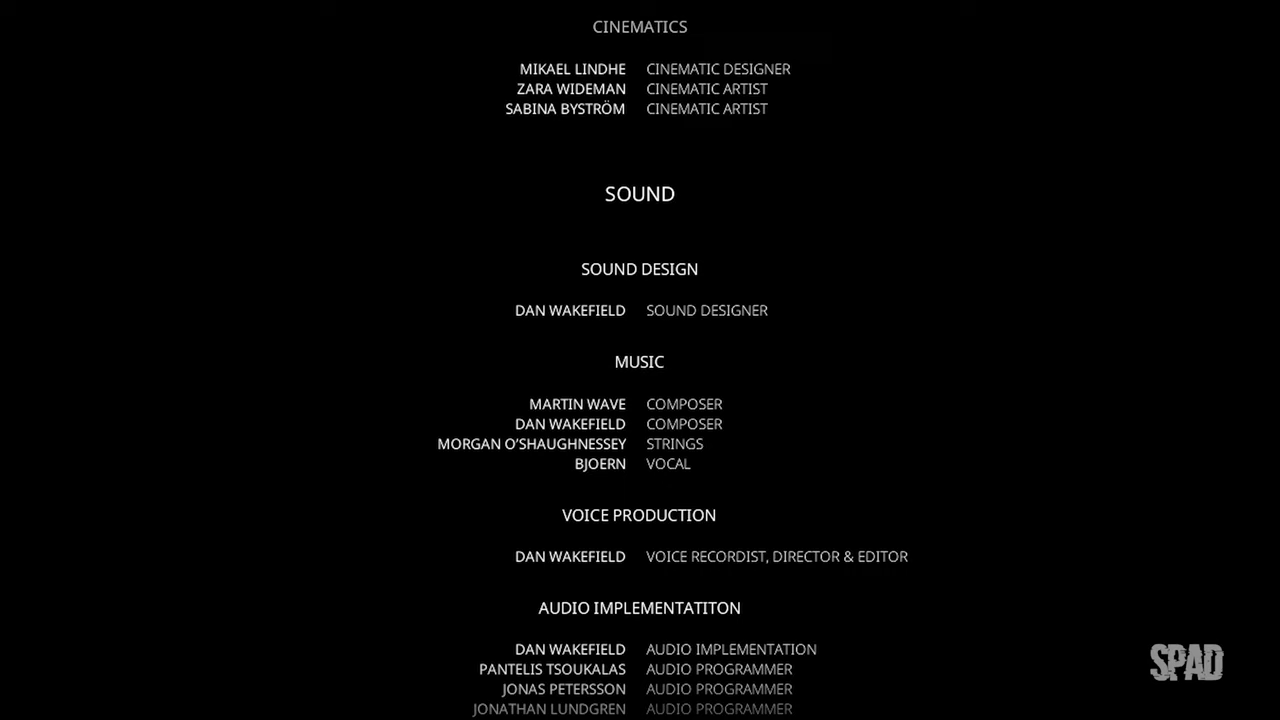 CINEMATICS
MIKAEL LINDHE CINEMATIC DESIGNER
ZARA WIDEMAN CINEMATIC ARTIST
SABINA BYSTRÖM CINEMATIC ARTIST
SOUND
SOUND DESIGN
DAN WAKEFIELD SOUND DESIGNER
MUSIC
MARTIN WAVE COMPOSER
DAN WAKEFIELD COMPOSER
MORGAN O'SHAUGHNESSEY STRINGS
BJOERN VOCAL
VOICE PRODUCTION
DAN WAKEFIELD VOICE RECORDIST, DIRECTOR & EDITOR
AUDIO IMPLEMENTATITON
DAN WAKEFIELD AUDIO IMPLEMENTATION
PANTELIS TSOUKALAS AUDIO PROGRAMMER
JONAS PETERSSON AUDIO PROGRAMMER
JONATHAN LUNDGREN AUDIO PROGRAMMER
SPAD